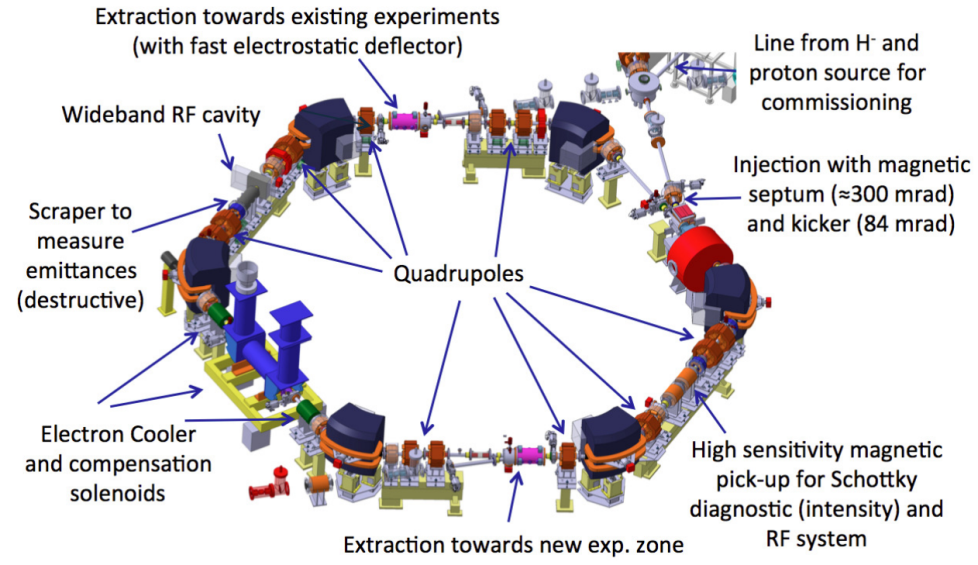 Extraction towards existing experiments
(with fast electrostatic deflector)
Line from H- and
proton source for
commissioning
Wideband RF cavity
Injection with magnetic
septum (≈300 mrad)
and kicker (84 mrad)
Scraper to
measure
emittances
(destructive)
Quadrupoles
Electron Cooler
and compensation
solenoids
High sensitivity magnetic
pick-up for Schottky
diagnostic (intensity) and
RF system
Extraction towards new exp. zone